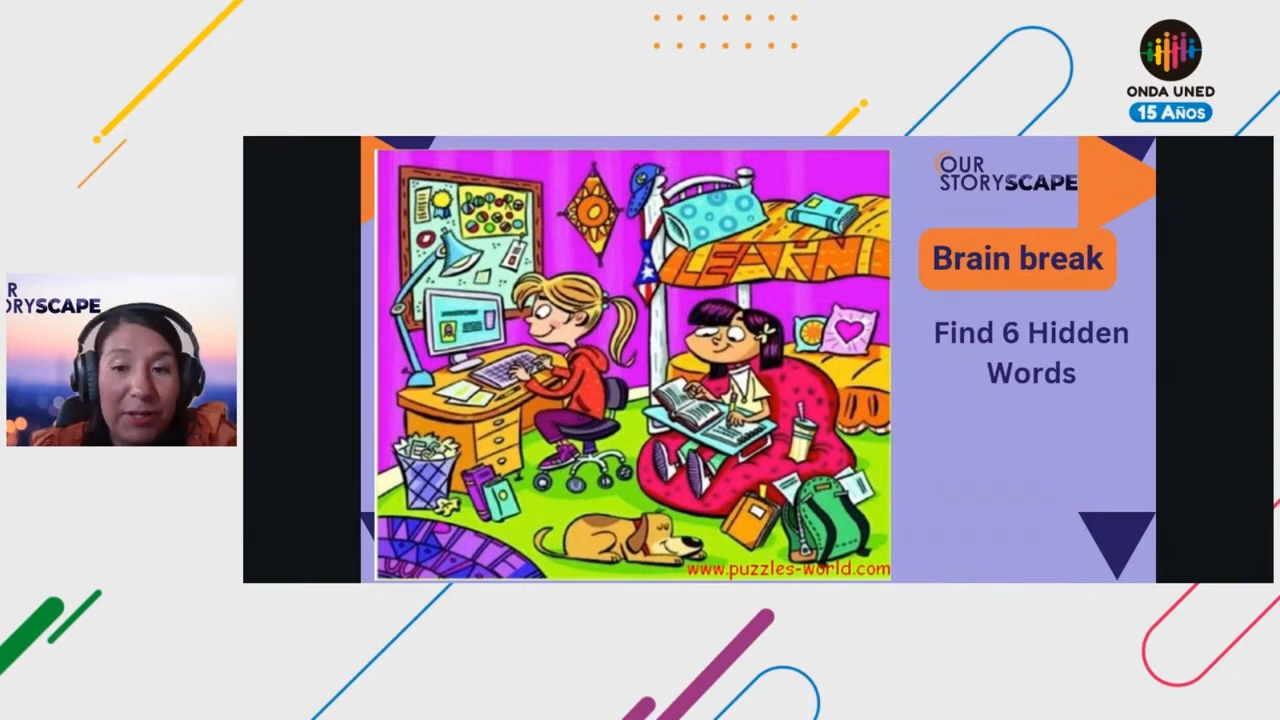 ONDA UNED
15 AÑOS
OUR
STORYSCAPE
Brain break
Find 6 Hidden
Words
LEARN
R
ORYSCAPE
www.puzzles-world.com